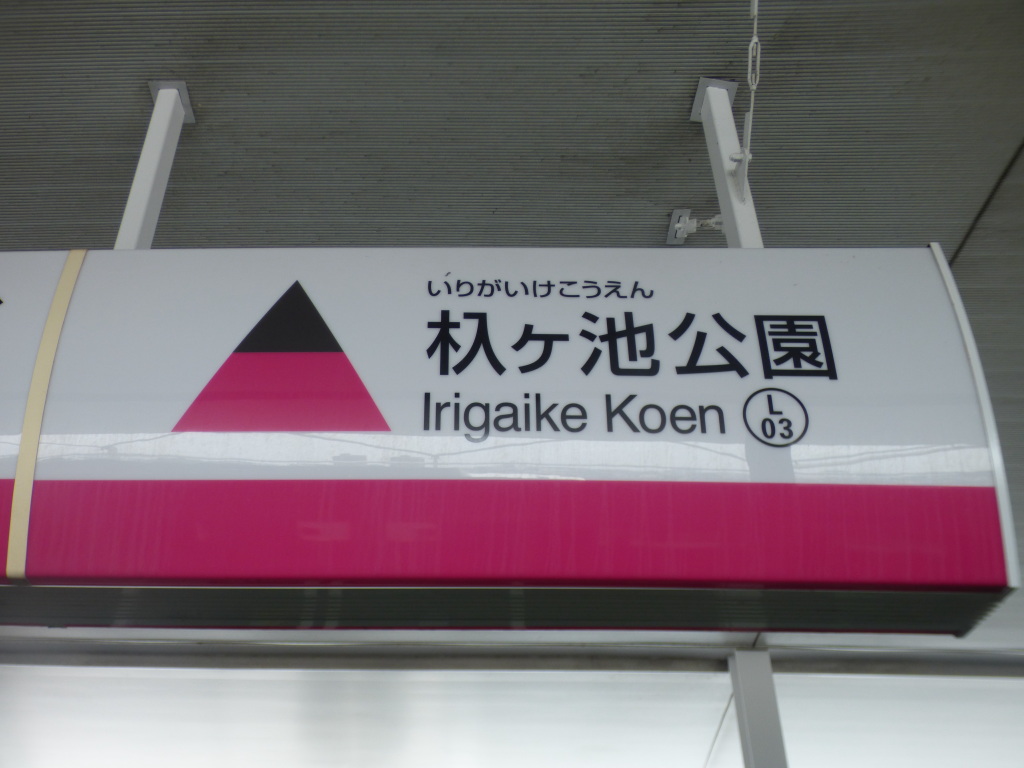 いりがいけこうえん
杁ヶ池公園
Irigaike Koen
L
03